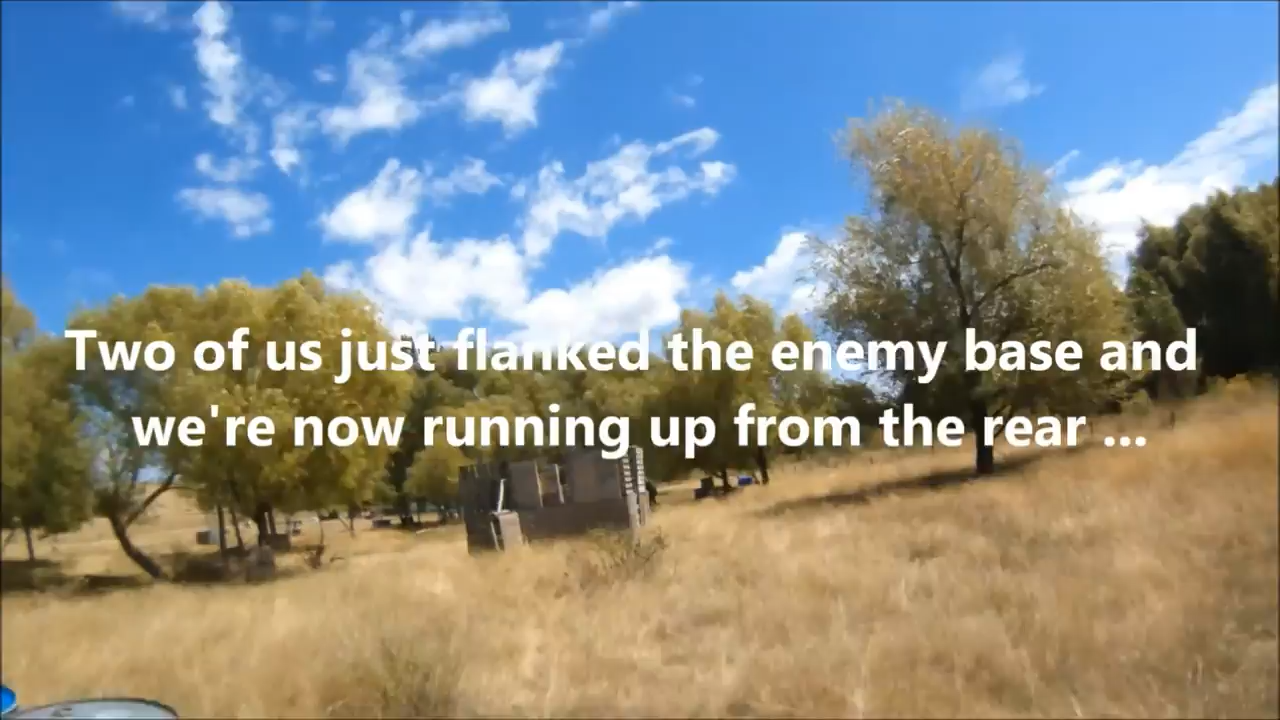 Two of us just flanked the enemy base and
we're now running up from the rear ...